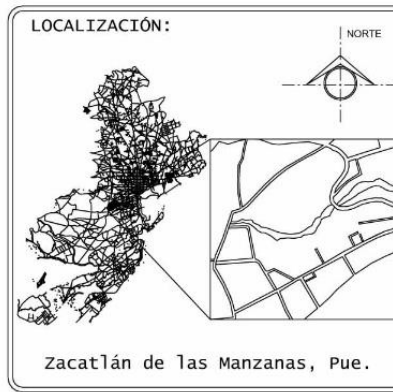 LOCALIZACIÓN:
NORTE
Zacatlán de las Manzanas, Pue.